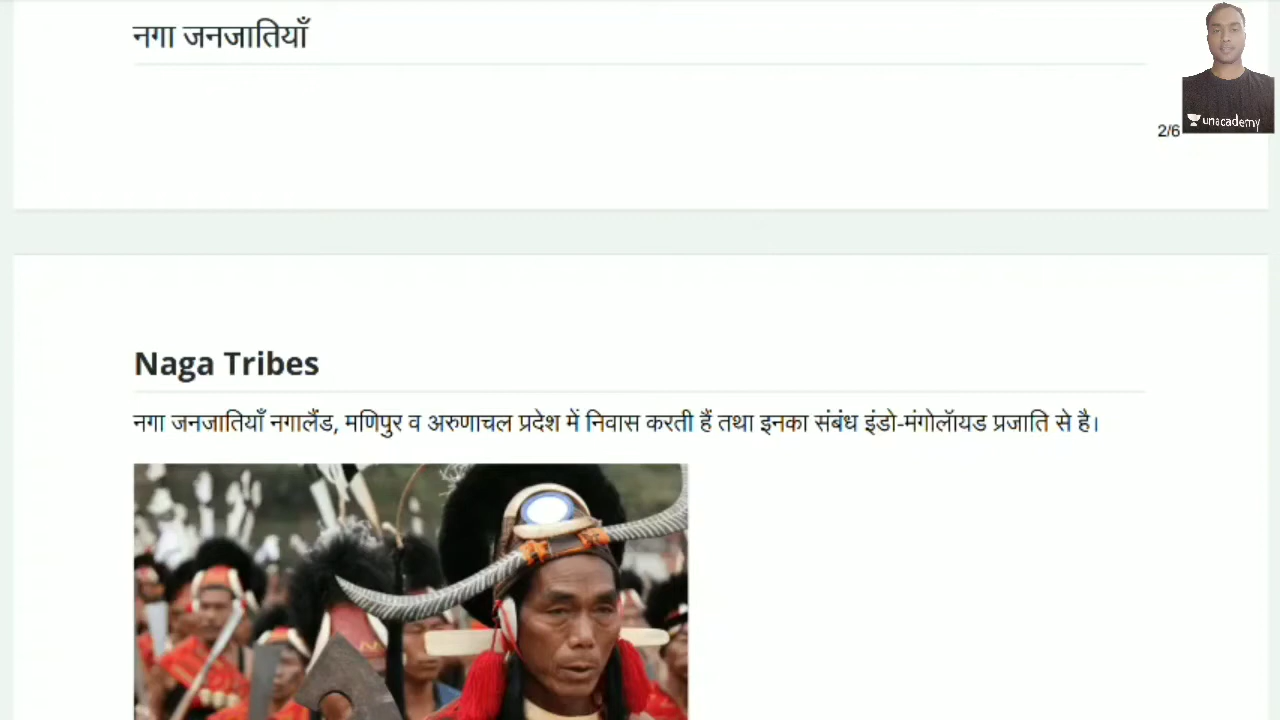 नगा जनजातियाँ
unacademy
2/6
Naga Tribes
नगा जनजातियाँ नगालैंड, मणिपुर व अरुणाचल प्रदेश में निवास करती हैं तथा इनका संबंध इंडो-मंगोलॉयड प्रजाति से है।